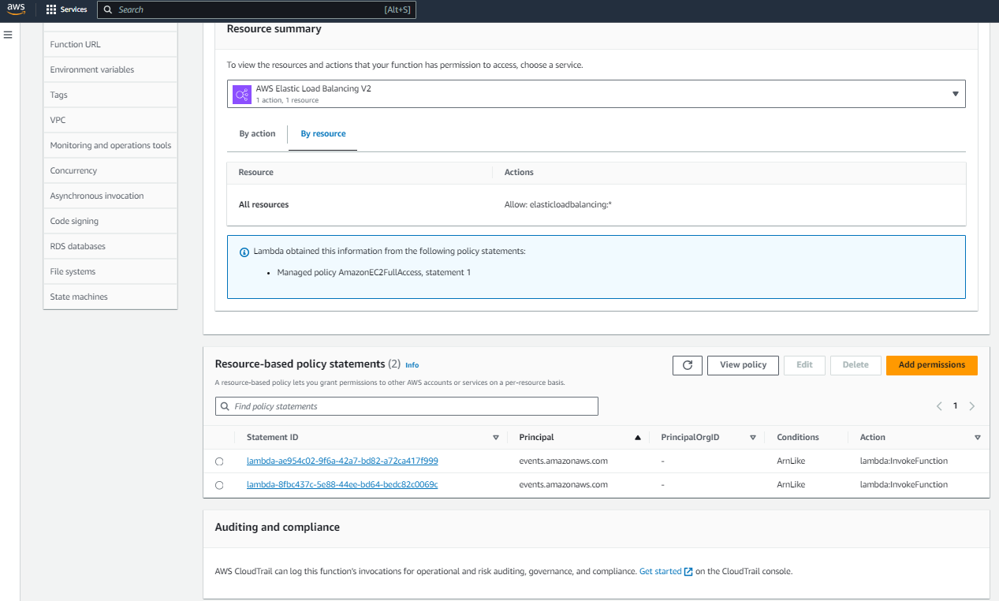 aws
Services
Search
[Alt+S]
Function URL
Environment variables
Tags
VPC
Monitoring and operations tools
Concurrency
Asynchronous invocation
Code signing
RDS databases
File systems
State machines
Resource summary
To view the resources and actions that your function has permission to access, choose a service.
AWS Elastic Load Balancing V2
1 action, 1 resource
By action
By resource
Resource Actions
All resources Allow: elasticloadbalancing:*
Lambda obtained this information from the following policy statements:
• Managed policy AmazonEC2FullAccess, statement 1
Resource-based policy statements (2) Info
View policy
Edit
Delete
Add permissions
A resource-based policy lets you grant permissions to other AWS accounts or services on a per-resource basis.
Find policy statements
1
Statement ID Principal PrincipalOrgID Conditions Action
lambda-ae954c02-9f6a-42a7-bd82-a72ca417f999 events.amazonaws.com - ArnLike lambda:InvokeFunction
lambda-8fbc437c-5e88-44ee-bd64-bedc82c0069c events.amazonaws.com - ArnLike lambda:InvokeFunction
Auditing and compliance
AWS CloudTrail can log this function's invocations for operational and risk auditing, governance, and compliance. Get started on the CloudTrail console.